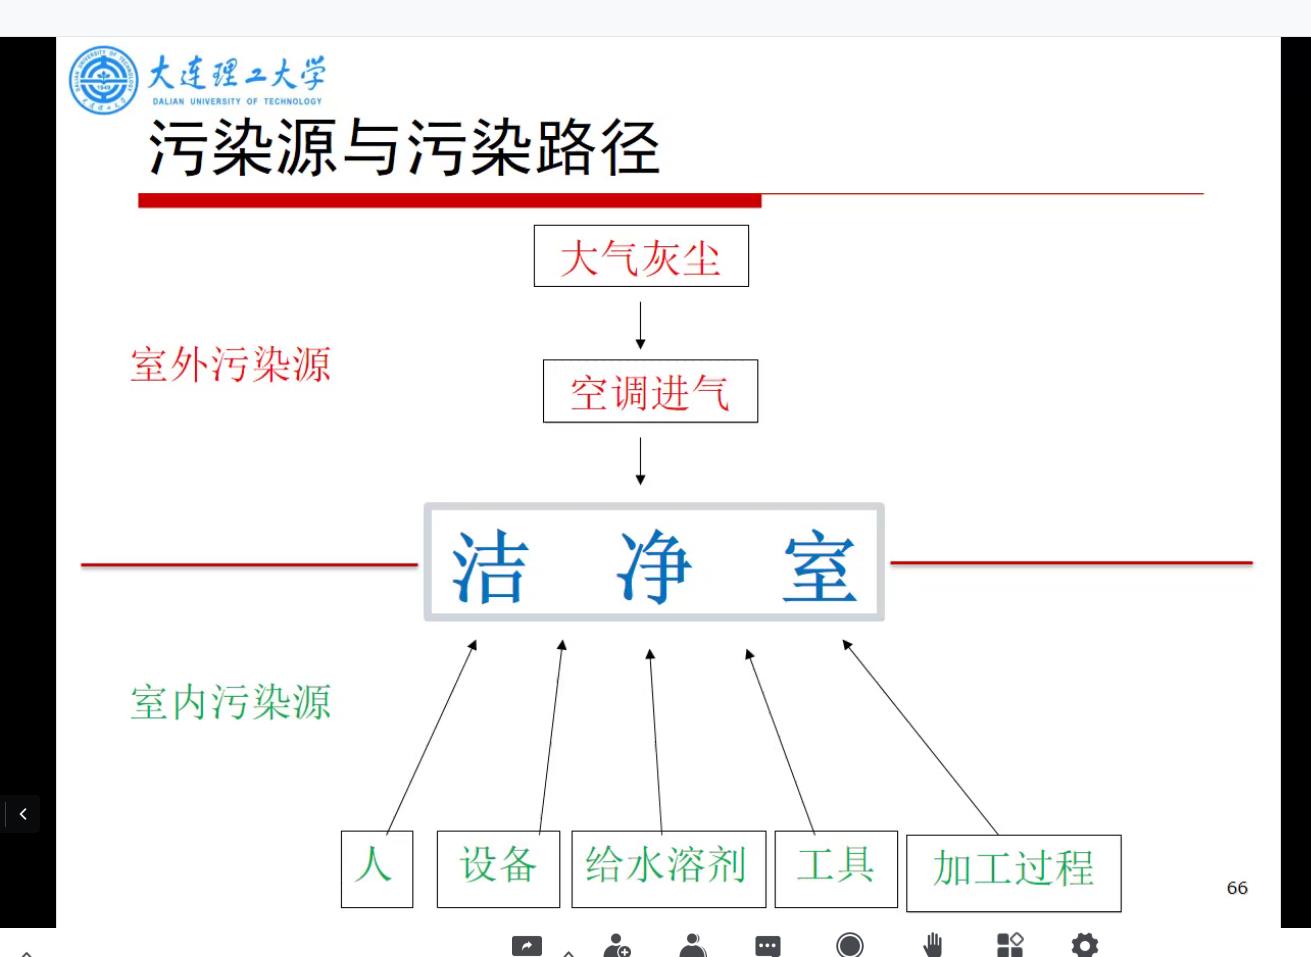 大连理工大学
DALIAN UNIVERSITY OF TECHNOLOGY
污染源与污染路径
大气灰尘
室外污染源
空调进气
洁 净 室
室内污染源
人 设备 给水溶剂 工具 加工过程
66